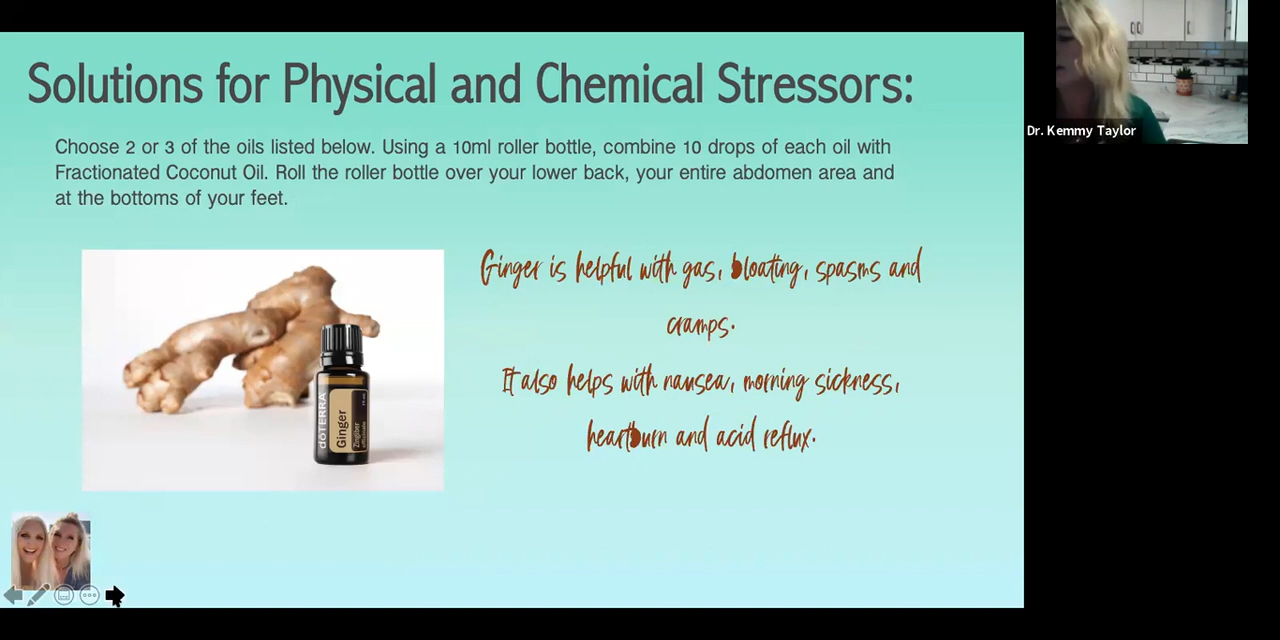 Solutions for Physical and Chemical Stressors:
Choose 2 or 3 of the oils listed below. Using a 10ml roller bottle, combine 10 drops of each oil with
Fractionated Coconut Oil. Roll the roller bottle over your lower back, your entire abdomen area and
at the bottoms of your feet.
Ginger is helpful with gas, bloating, spasms and
cramps.
It also helps with nausea, morning sickness,
heartburn and acid reflux.
dōTERRA
Ginger
Zingiber
Dr. Kemmy Taylor